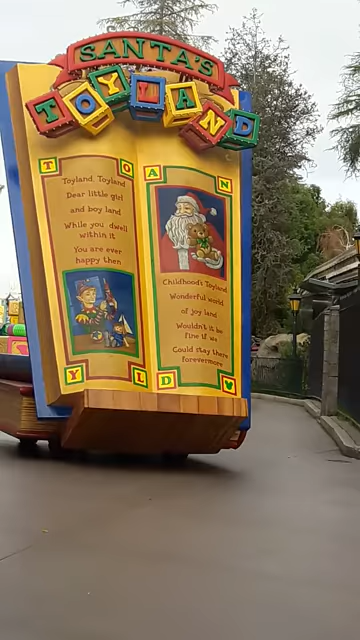 SANTA'S
TOYLAND
T O A N
Toyland, Toyland
Dear little girl
and boy land
While you dwell
within it
You are ever
happy then
Childhood's Toyland
Wonderful world
of joy land
Wouldn't it be
fine if we
Could stay there
forevermore
Y L D